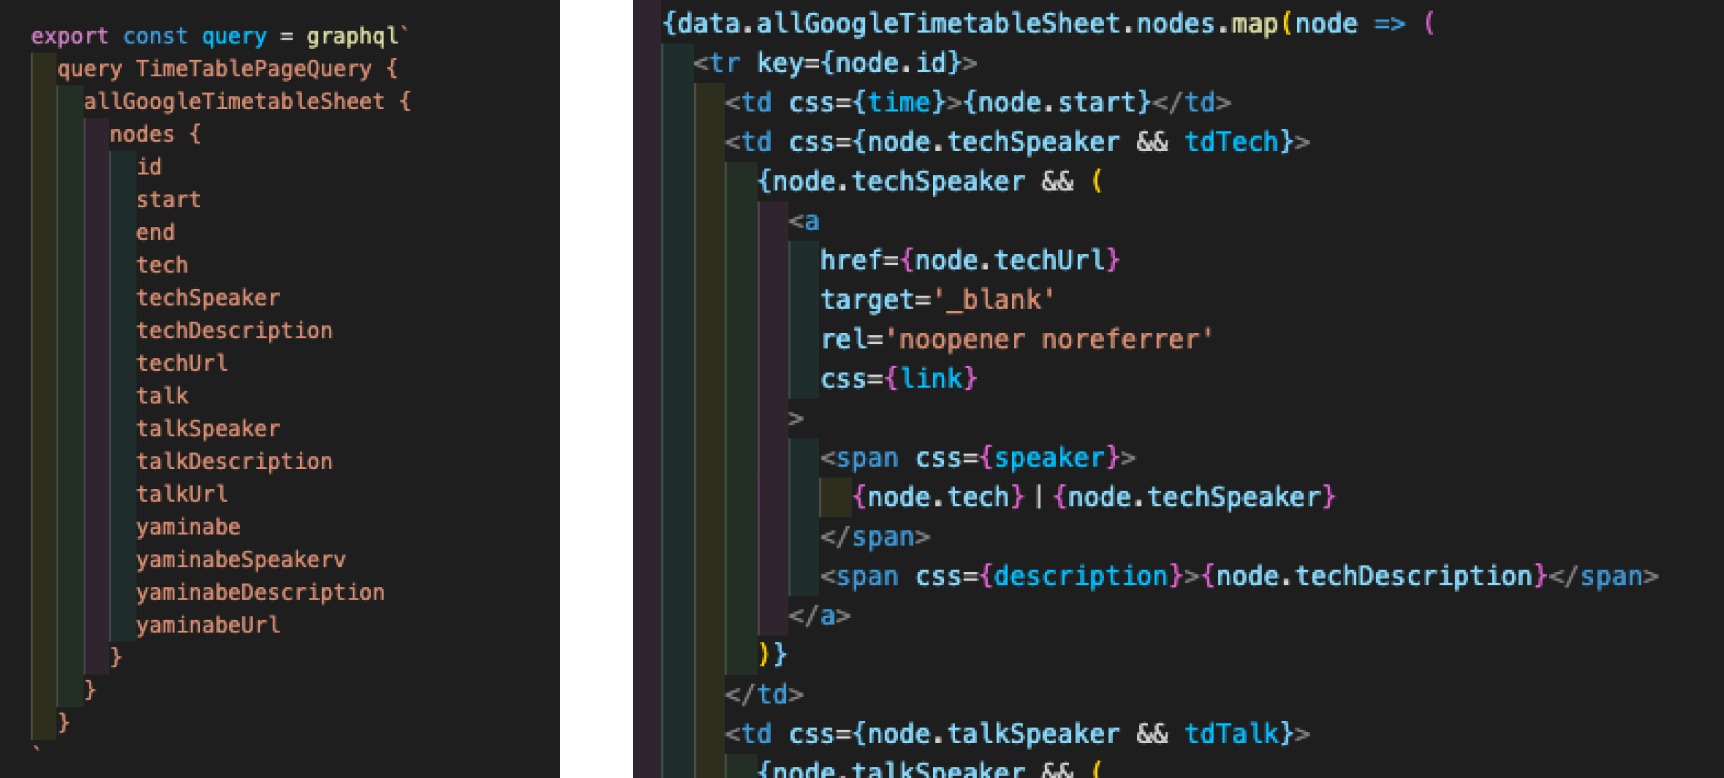 export const query = graphql`
query TimeTablePageQuery {
allGoogleTimetableSheet {
nodes {
id
start
end
tech
techSpeaker
techDescription
techUrl
talk
talkSpeaker
talkDescription
talkUrl
yaminabe
yaminabeSpeakerv
yaminabeDescription
yaminabeUrl
}
}
}
`
{data.allGoogleTimetableSheet.nodes.map(node => (
<tr key={node.id}>
<td css={time}>{node.start}</td>
<td css={node.techSpeaker && tdTech}>
{node.techSpeaker && (
<a
href={node.techUrl}
target='_blank'
rel='noopener noreferrer'
css={link}
>
<span css={speaker}>
{node.tech}|{node.techSpeaker}
</span>
<span css={description}>{node.techDescription}</span>
</a>
)}
</td>
<td css={node.talkSpeaker && tdTalk}>
{node.talkSpeaker && (